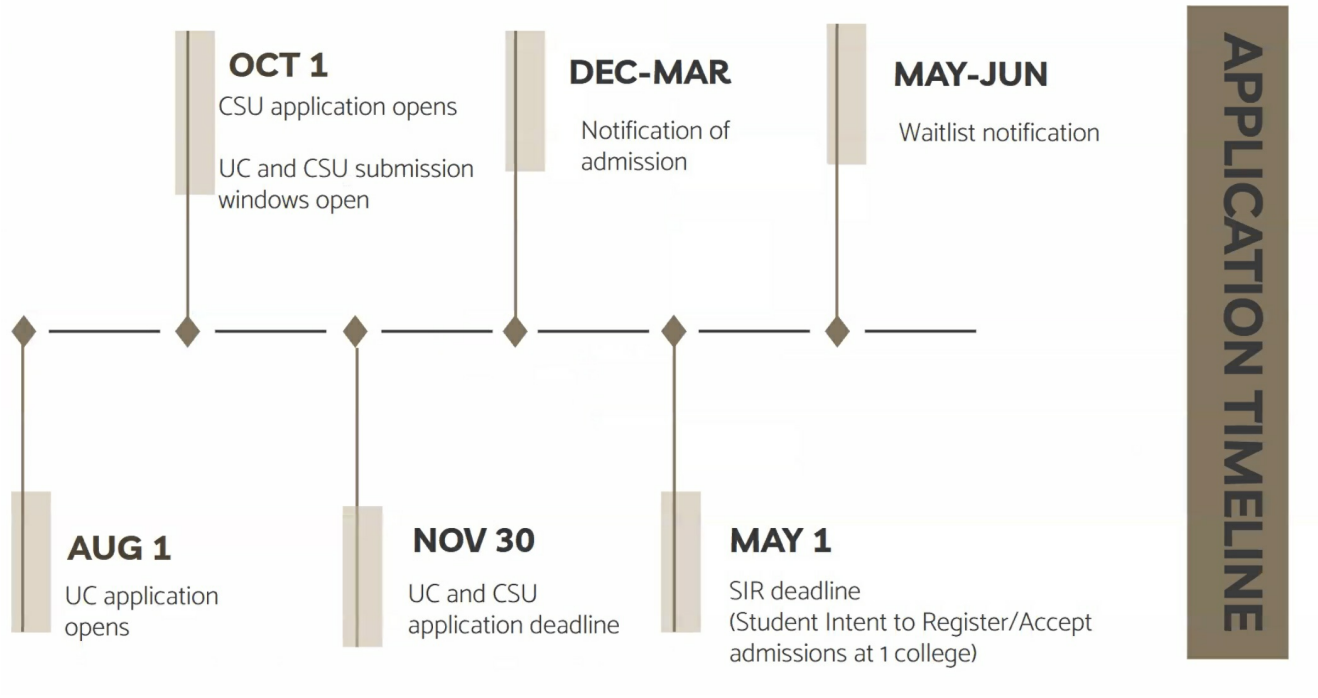 OCT 1
CSU application opens
UC and CSU submission
windows open
DEC-MAR
Notification of
admission
MAY-JUN
Waitlist notification
AUG 1
UC application
opens
NOV 30
UC and CSU
application deadline
MAY 1
SIR deadline
(Student Intent to Register/Accept
admissions at 1 college)
APPLICATION TIMELINE